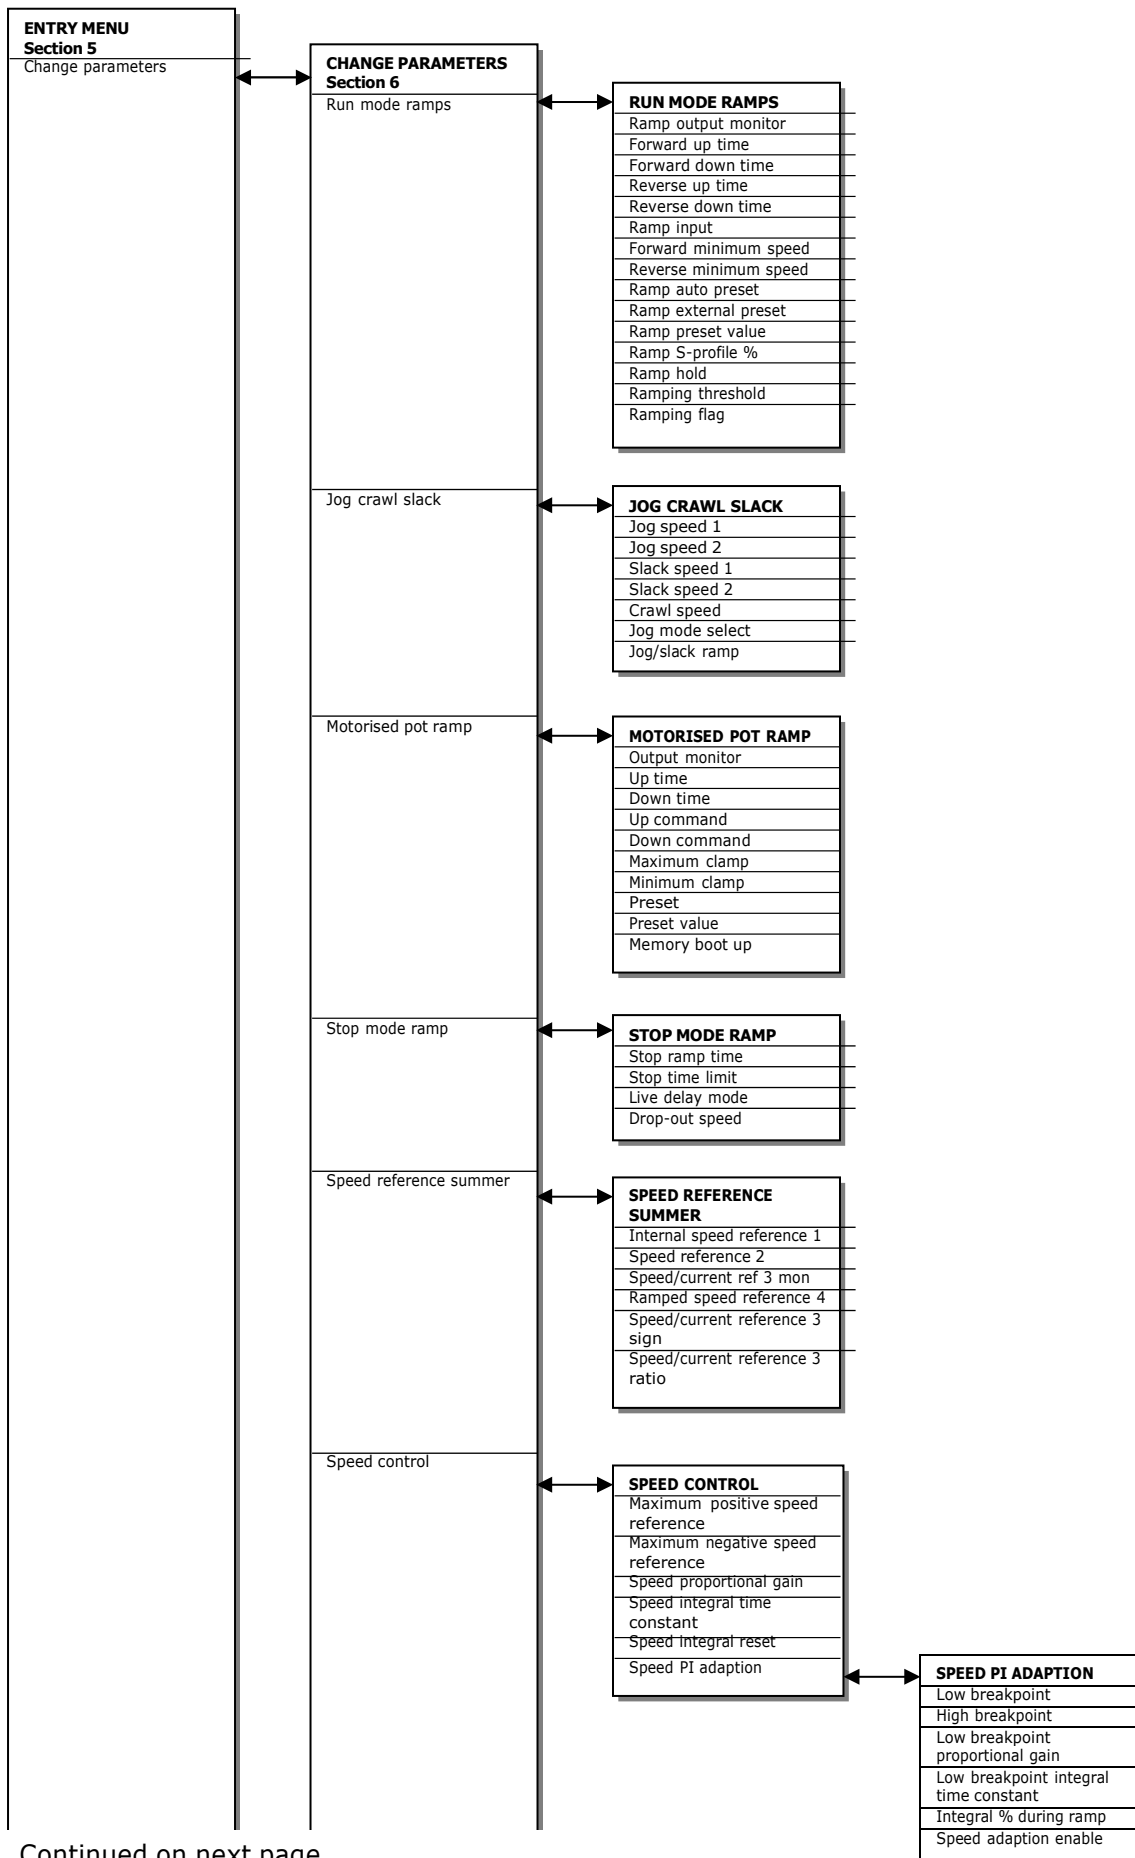 ENTRY MENU
Section 5
Change parameters
CHANGE PARAMETERS
Section 6
Run mode ramps
RUN MODE RAMPS
Ramp output monitor
Forward up time
Forward down time
Reverse up time
Reverse down time
Ramp input
Forward minimum speed
Reverse minimum speed
Ramp auto preset
Ramp external preset
Ramp preset value
Ramp S-profile %
Ramp hold
Ramping threshold
Ramping flag
Jog crawl slack
JOG CRAWL SLACK
Jog speed 1
Jog speed 2
Slack speed 1
Slack speed 2
Crawl speed
Jog mode select
Jog/slack ramp
Motorised pot ramp
MOTORISED POT RAMP
Output monitor
Up time
Down time
Up command
Down command
Maximum clamp
Minimum clamp
Preset
Preset value
Memory boot up
Stop mode ramp
STOP MODE RAMP
Stop ramp time
Stop time limit
Live delay mode
Drop-out speed
Speed reference summer
SPEED REFERENCE
SUMMER
Internal speed reference 1
Speed reference 2
Speed/current ref 3 mon
Ramped speed reference 4
Speed/current reference 3
sign
Speed/current reference 3
ratio
Speed control
SPEED CONTROL
Maximum positive speed
reference
Maximum negative speed
reference
Speed proportional gain
Speed integral time
constant
Speed integral reset
Speed PI adaption
SPEED PI ADAPTION
Low breakpoint
High breakpoint
Low breakpoint
proportional gain
Low breakpoint integral
time constant
Integral % during ramp
Speed adaption enable
Continued on next page